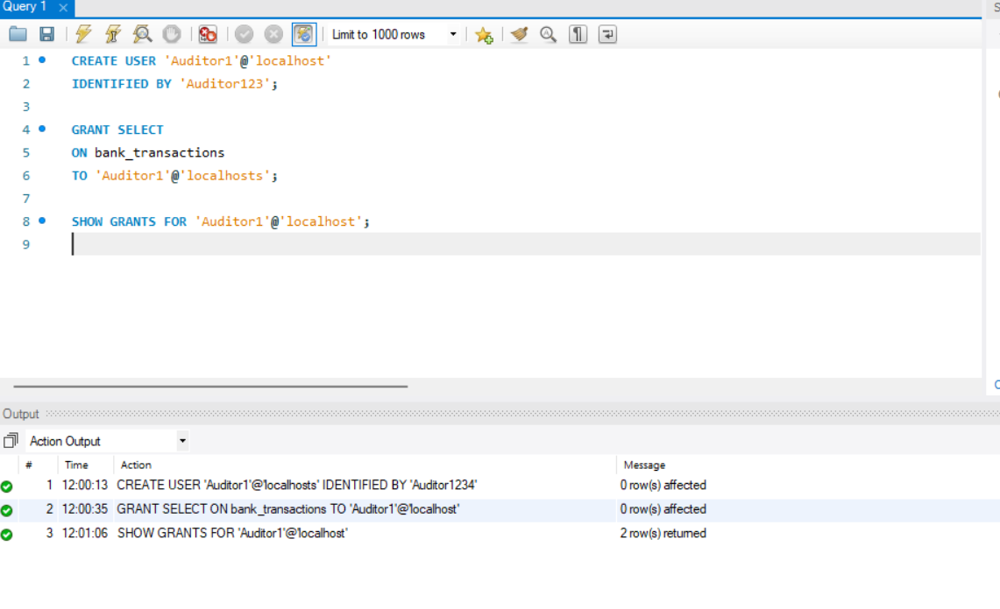 Query 1
Limit to 1000 rows
1 CREATE USER 'Auditor1'@'localhost'
2 IDENTIFIED BY 'Auditor123';
3
4 GRANT SELECT
5 ON bank_transactions
6 TO 'Auditor1'@'localhosts';
7
8 SHOW GRANTS FOR 'Auditor1'@'localhost';
9
Output
Action Output
# Time Action Message
1 12:00:13 CREATE USER 'Auditor1'@'localhosts' IDENTIFIED BY 'Auditor1234' 0 row(s) affected
2 12:00:35 GRANT SELECT ON bank_transactions TO 'Auditor1'@'localhost' 0 row(s) affected
3 12:01:06 SHOW GRANTS FOR 'Auditor1'@'localhost' 2 row(s) returned